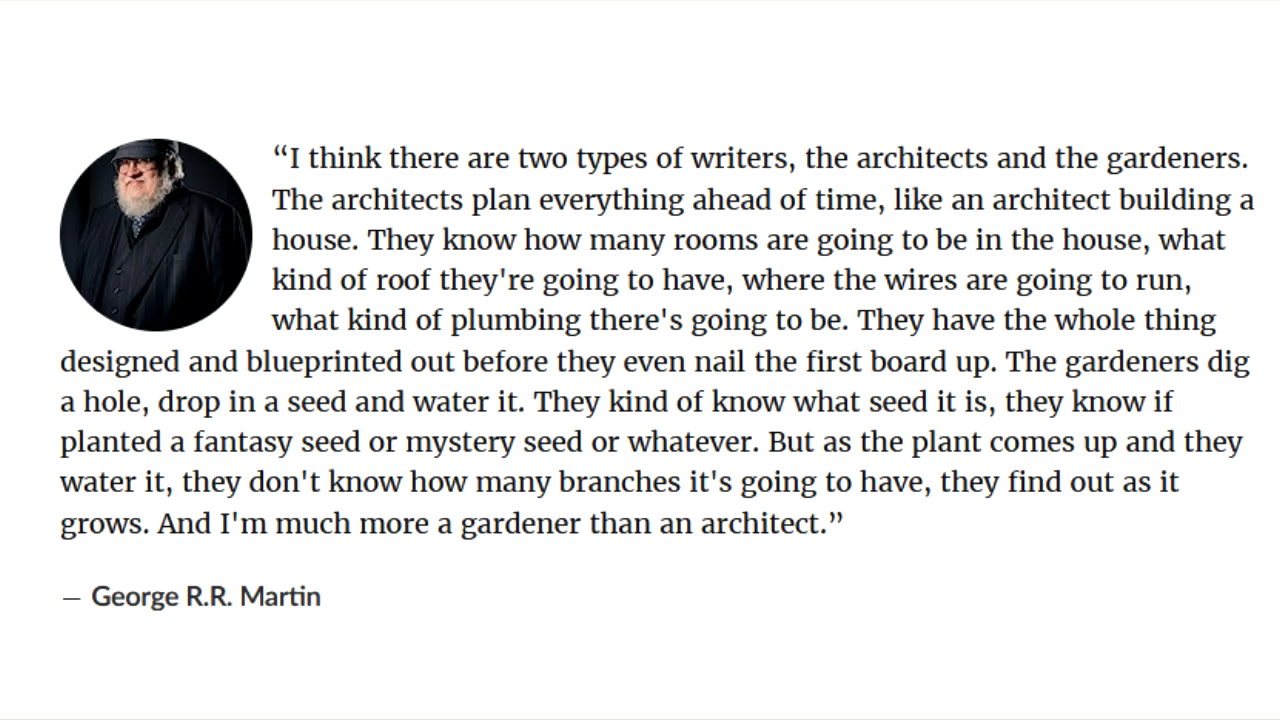 “I think there are two types of writers, the architects and the gardeners.
The architects plan everything ahead of time, like an architect building a
house. They know how many rooms are going to be in the house, what
kind of roof they're going to have, where the wires are going to run,
what kind of plumbing there's going to be. They have the whole thing
designed and blueprinted out before they even nail the first board up. The gardeners dig
a hole, drop in a seed and water it. They kind of know what seed it is, they know if
planted a fantasy seed or mystery seed or whatever. But as the plant comes up and they
water it, they don't know how many branches it's going to have, they find out as it
grows. And I'm much more a gardener than an architect.”
― George R.R. Martin